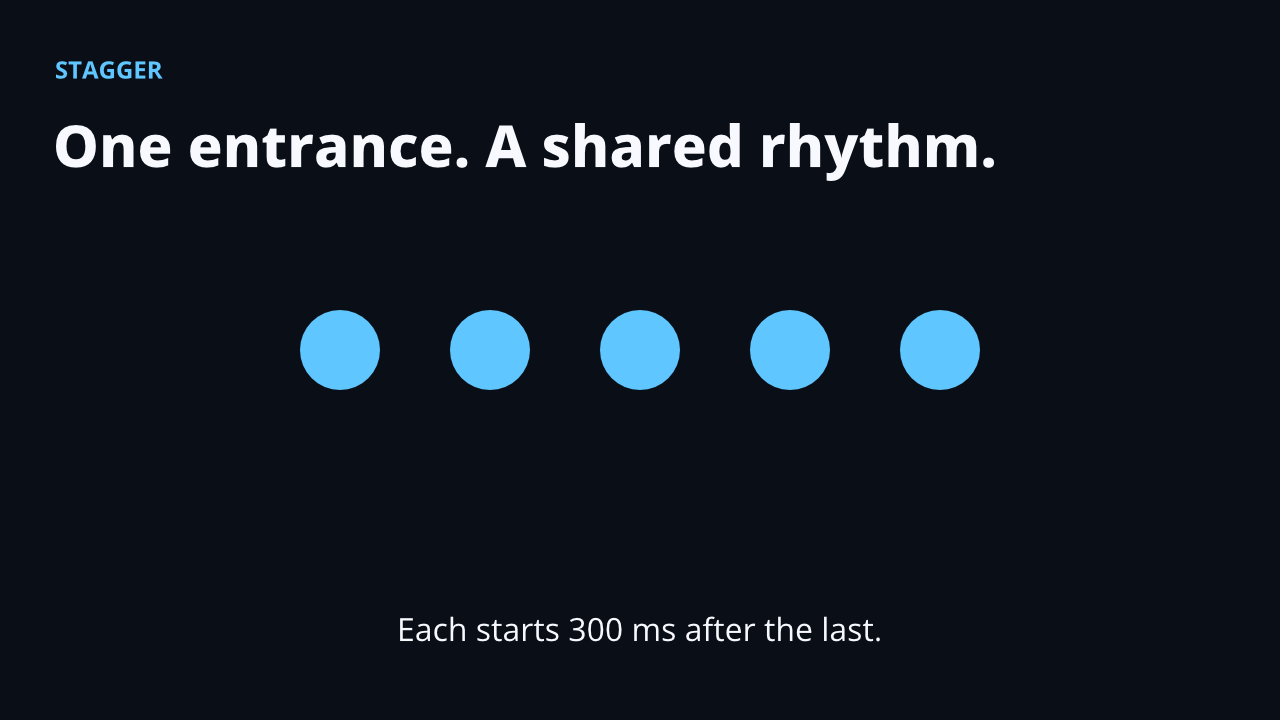 STAGGER
One entrance. A shared rhythm.
Each starts 300 ms after the last.